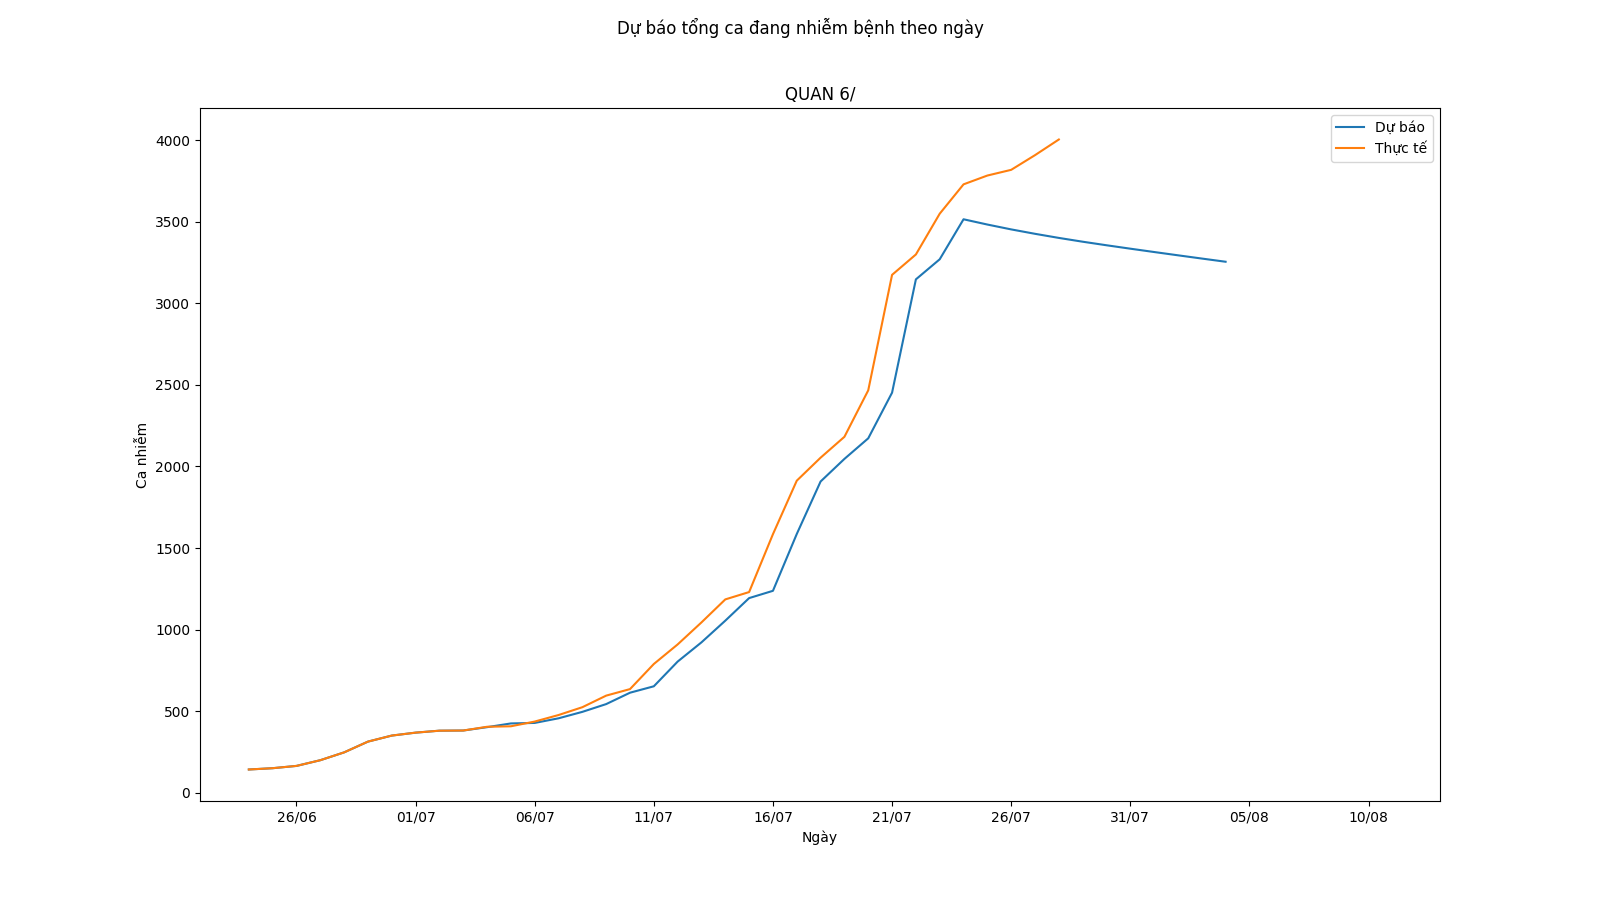 Dự báo tổng ca đang nhiễm bệnh theo ngày
QUAN 6/
Dự báo
Thực tế
4000
3500
3000
2500
2000
1500
1000
500
0
Ca nhiễm
26/06 01/07 06/07 11/07 16/07 21/07 26/07 31/07 05/08 10/08
Ngày